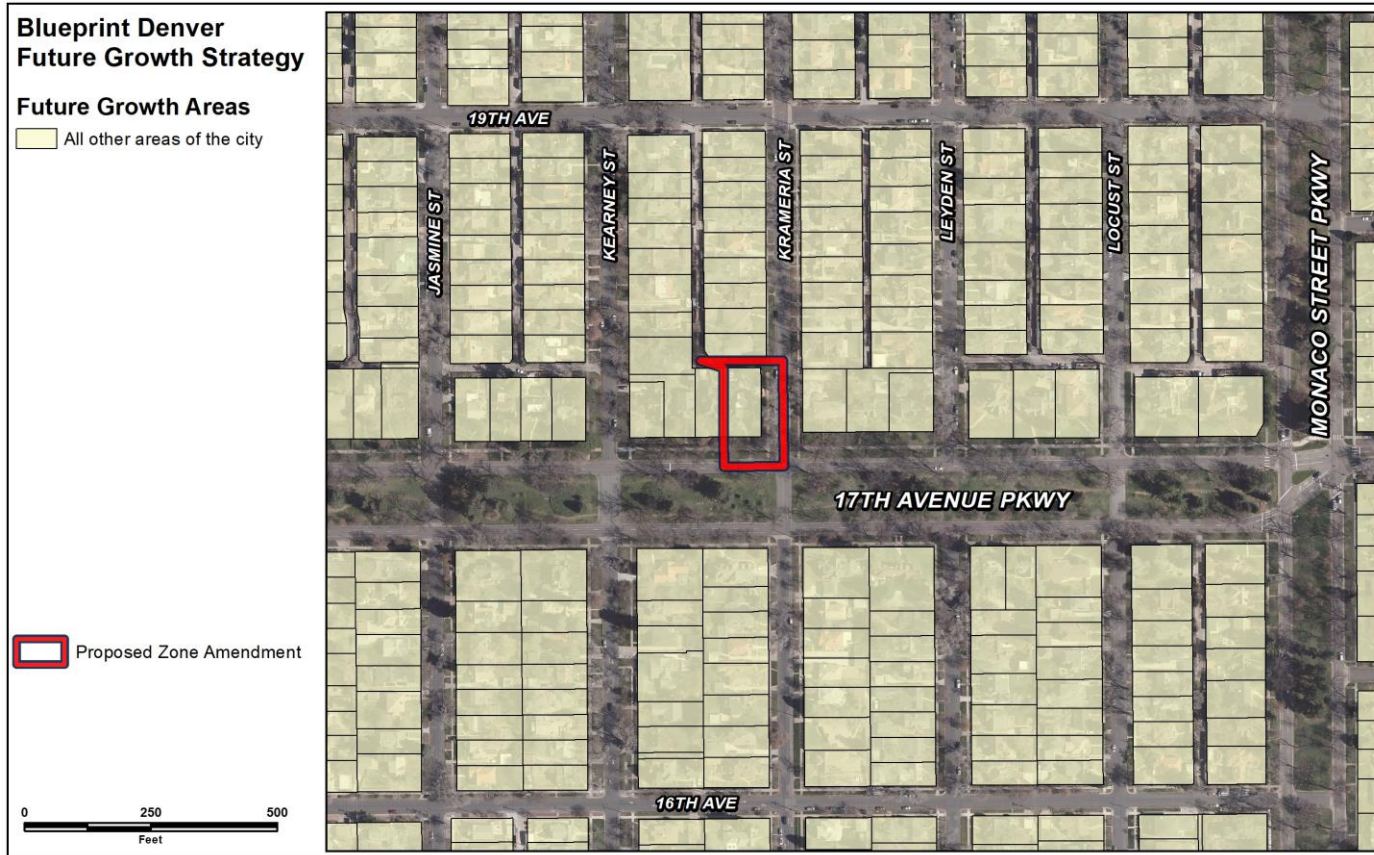 Blueprint Denver
Future Growth Strategy
Future Growth Areas
All other areas of the city
Proposed Zone Amendment
0 250 500
Feet
19TH AVE
JASMINE ST
KEARNEY ST
KRAMERIA ST
LEYDEN ST
LOCUST ST
MONACO STREET PKWY
17TH AVENUE PKWY
16TH AVE